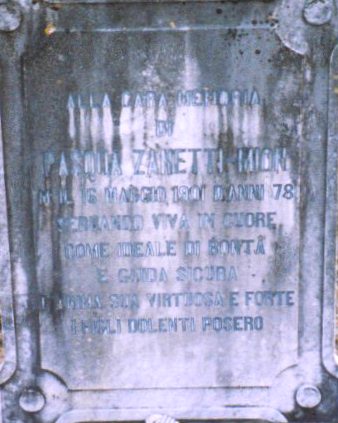 ALLA CARA MEMORIA
DI
PASQUA ZANETTI-MION
M. IL 16 MAGGIO 1901 D'ANNI 78
SERBANDO VIVA IN CUORE
COME IDEALE DI BONTÀ
E GUIDA SICURA
L'ANIMA SUA VIRTUOSA E FORTE
I FIGLI DOLENTI POSERO